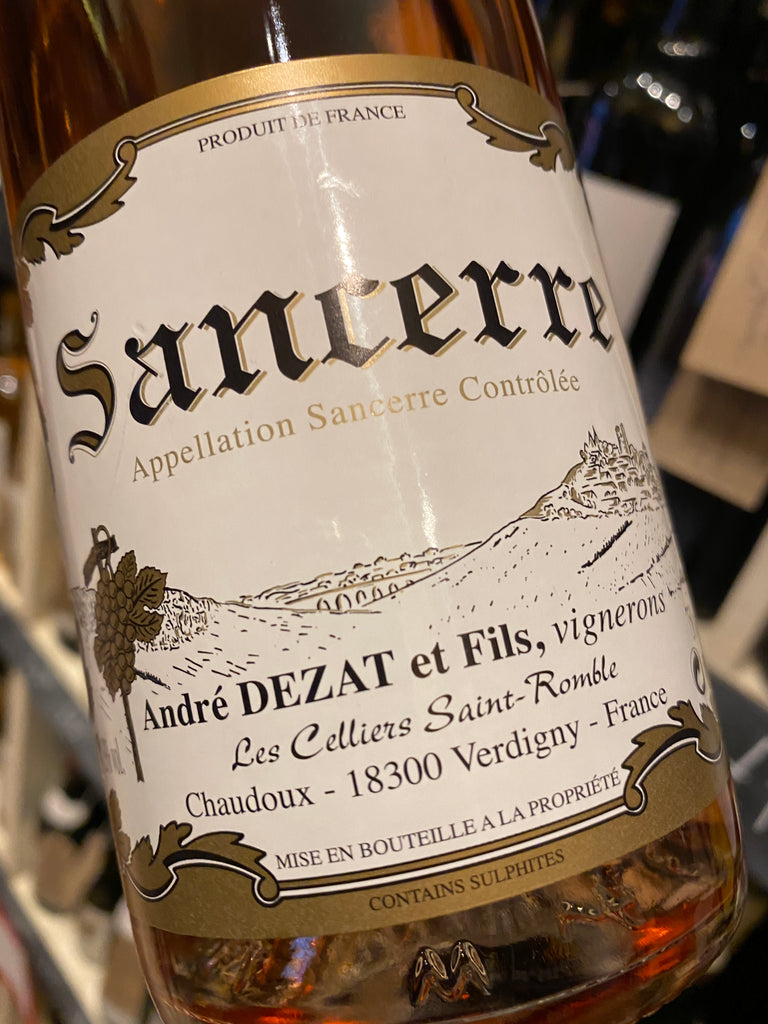 PRODUIT DE FRANCE
Sancerre
Appellation Sancerre Contrôlée
André DEZAT et Fils, vignerons
Les Celliers Saint-Romble
Chaudoux - 18300 Verdigny - France
MISE EN BOUTEILLE A LA PROPRIÉTÉ
CONTAINS SULPHITES